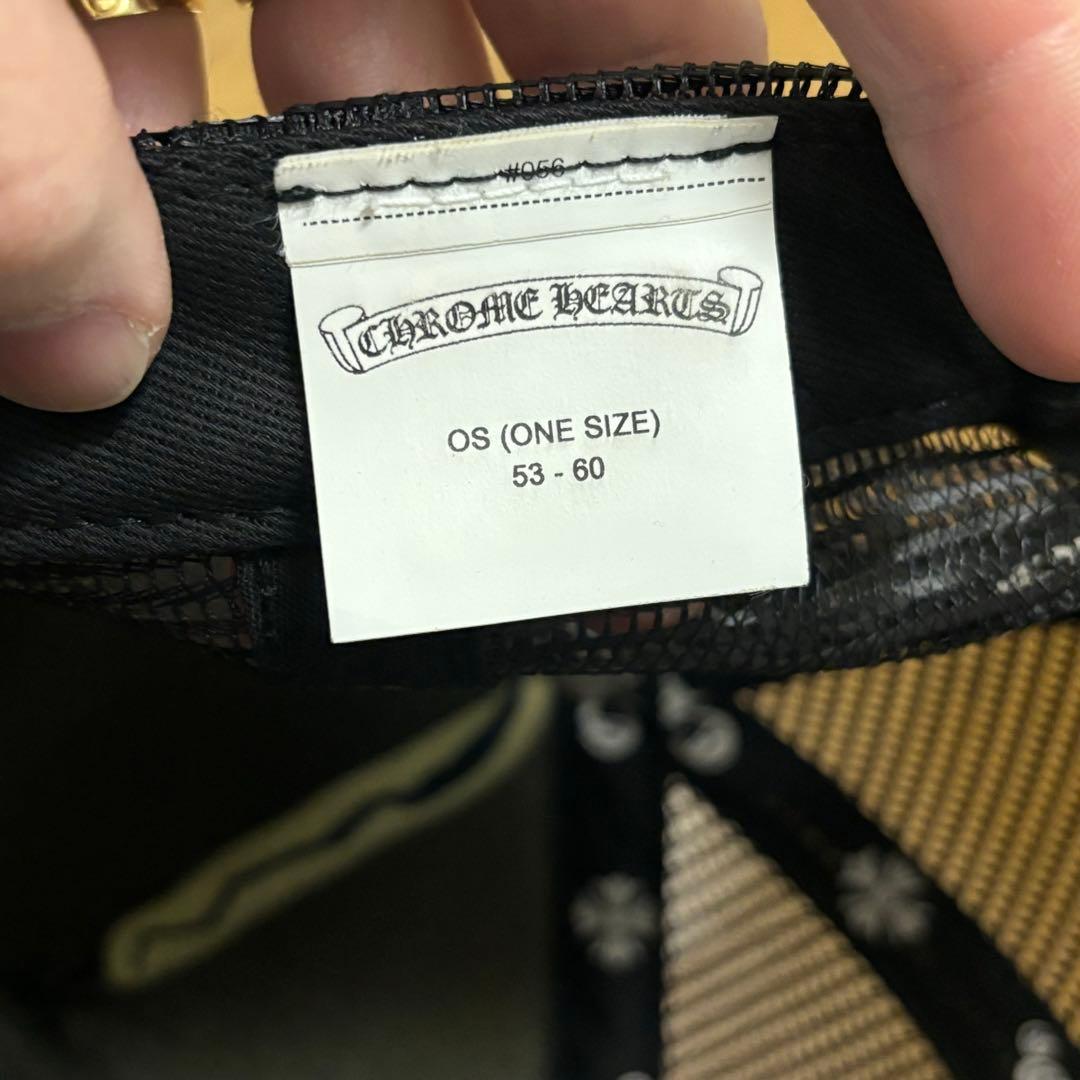 #056
CHROME HEARTS
OS (ONE SIZE)
53 - 60